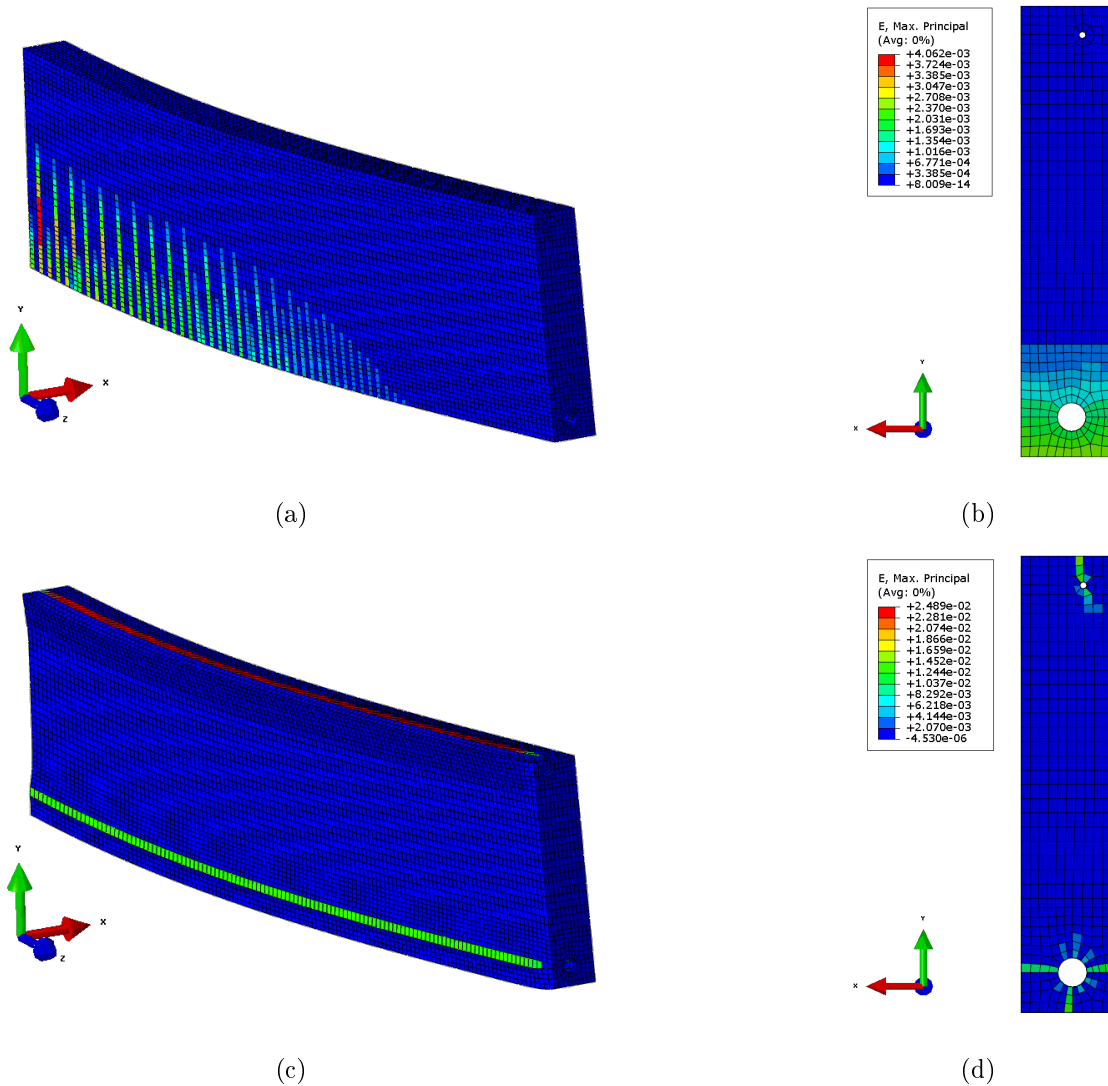 E, Max. Principal
(Avg: 0%)
+4.062e-03
+3.724e-03
+3.385e-03
+3.047e-03
+2.708e-03
+2.370e-03
+2.031e-03
+1.693e-03
+1.354e-03
+1.016e-03
+6.771e-04
+3.385e-04
+8.009e-14
Y
X
Z
Y
X
(a)
(b)
E, Max. Principal
(Avg: 0%)
+2.489e-02
+2.281e-02
+2.074e-02
+1.866e-02
+1.659e-02
+1.452e-02
+1.244e-02
+1.037e-02
+8.292e-03
+6.218e-03
+4.144e-03
+2.070e-03
-4.530e-06
Y
X
Z
Y
X
(c)
(d)